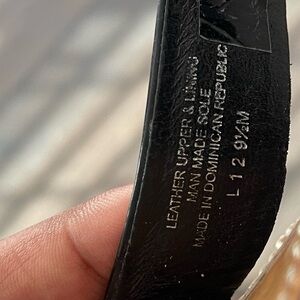 LEATHER UPPER & LINING
MAN MADE SOLE
MADE IN DOMINICAN REPUBLIC
L 1 2 9½M